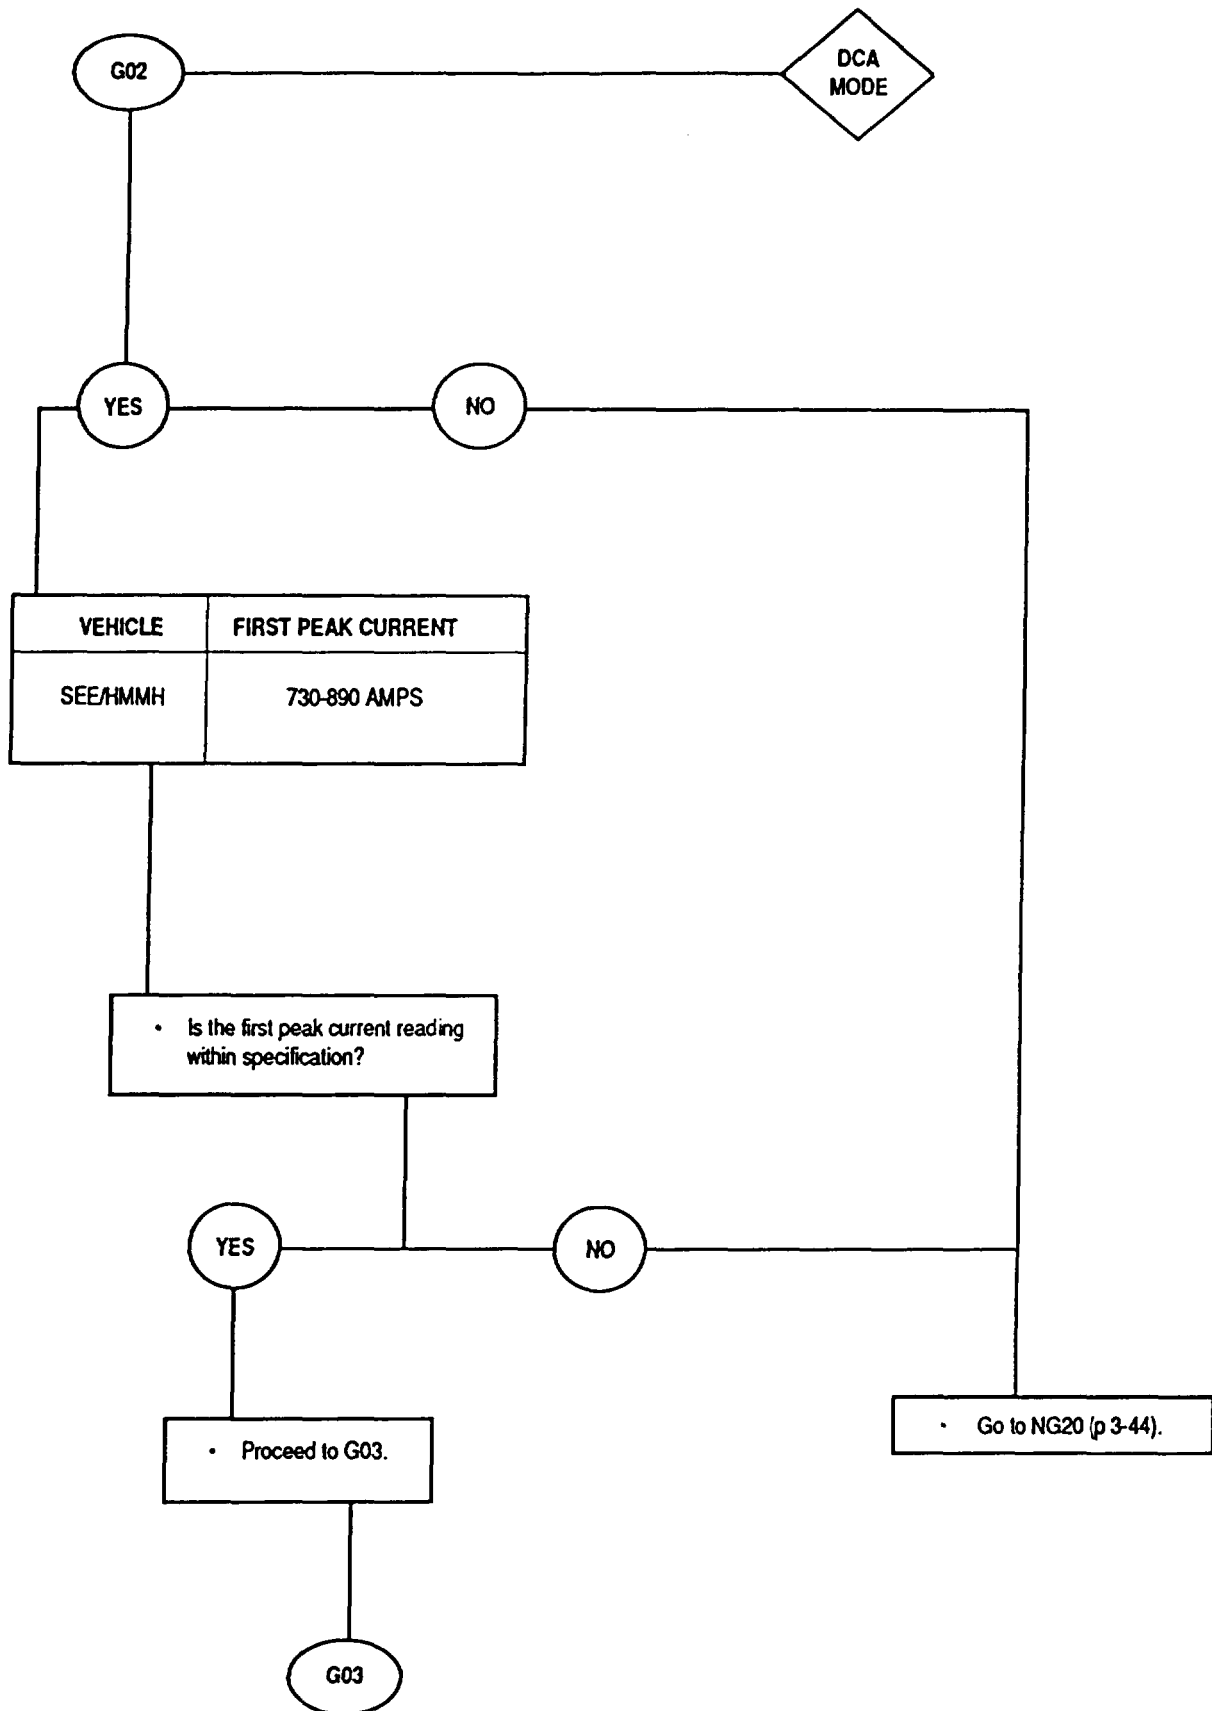 G02
DCA
MODE
YES
NO
VEHICLE FIRST PEAK CURRENT
SEE/HMMH 730-890 AMPS
• Is the first peak current reading
within specification?
YES
NO
• Proceed to G03.
• Go to NG20 (p 3-44).
G03